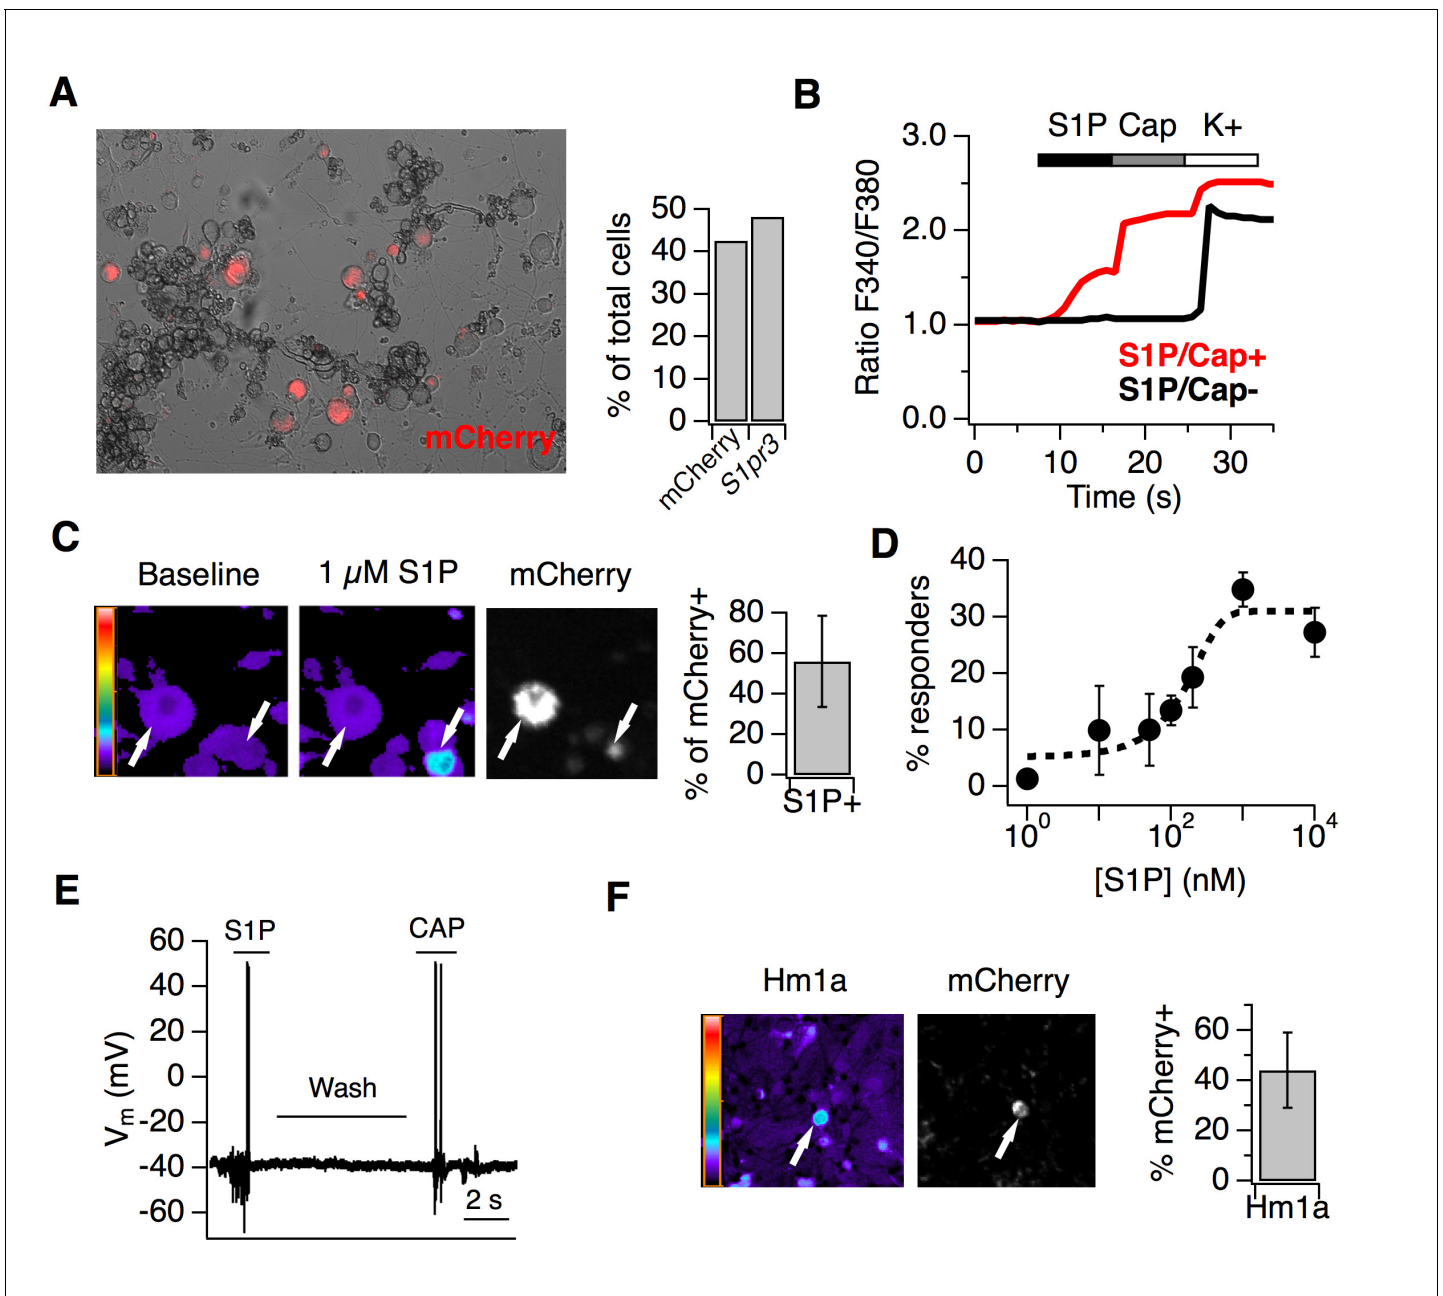 A
mCherry
% of total cells
50
40
30
20
10
0
mCherry
S1pr3
B
S1P Cap K+
Ratio F340/F380
3.0
2.0
1.0
0.0
S1P/Cap+
S1P/Cap-
0 10 20 30
Time (s)
C
Baseline
1 µM S1P
mCherry
% of mCherry+
80
60
40
20
0
S1P+
D
% responders
40
30
20
10
0
10^0 10^2 10^4
[S1P] (nM)
E
Vm (mV)
60
40
20
0
-20
-40
-60
S1P
CAP
Wash
2 s
F
Hm1a
mCherry
% mCherry+
60
40
20
0
Hm1a